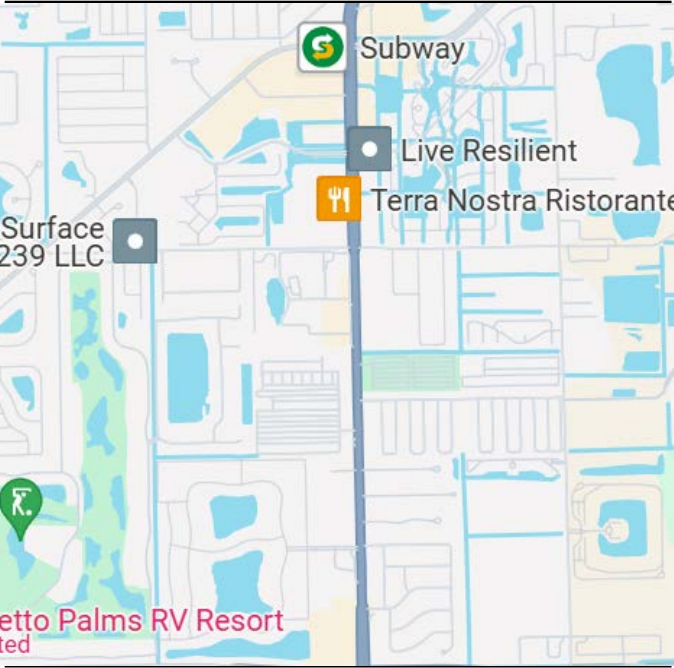 Subway
Live Resilient
Terra Nostra Ristorante
Surface
239 LLC
etto Palms RV Resort
ted